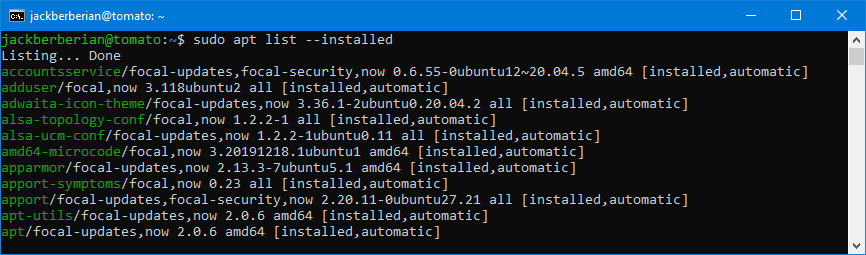 jackberberian@tomato: ~
jackberberian@tomato:~$ sudo apt list --installed
Listing... Done
accountsservice/focal-updates,focal-security,now 0.6.55-0ubuntu12~20.04.5 amd64 [installed,automatic]
adduser/focal,now 3.118ubuntu2 all [installed,automatic]
adwaita-icon-theme/focal-updates,now 3.36.1-2ubuntu0.20.04.2 all [installed,automatic]
alsa-topology-conf/focal,now 1.2.2-1 all [installed,automatic]
alsa-ucm-conf/focal-updates,now 1.2.2-1ubuntu0.11 all [installed,automatic]
amd64-microcode/focal,now 3.20191218.1ubuntu1 amd64 [installed,automatic]
apparmor/focal-updates,now 2.13.3-7ubuntu5.1 amd64 [installed,automatic]
apport-symptoms/focal,now 0.23 all [installed,automatic]
apport/focal-updates,focal-security,now 2.20.11-0ubuntu27.21 all [installed,automatic]
apt-utils/focal-updates,now 2.0.6 amd64 [installed,automatic]
apt/focal-updates,now 2.0.6 amd64 [installed,automatic]